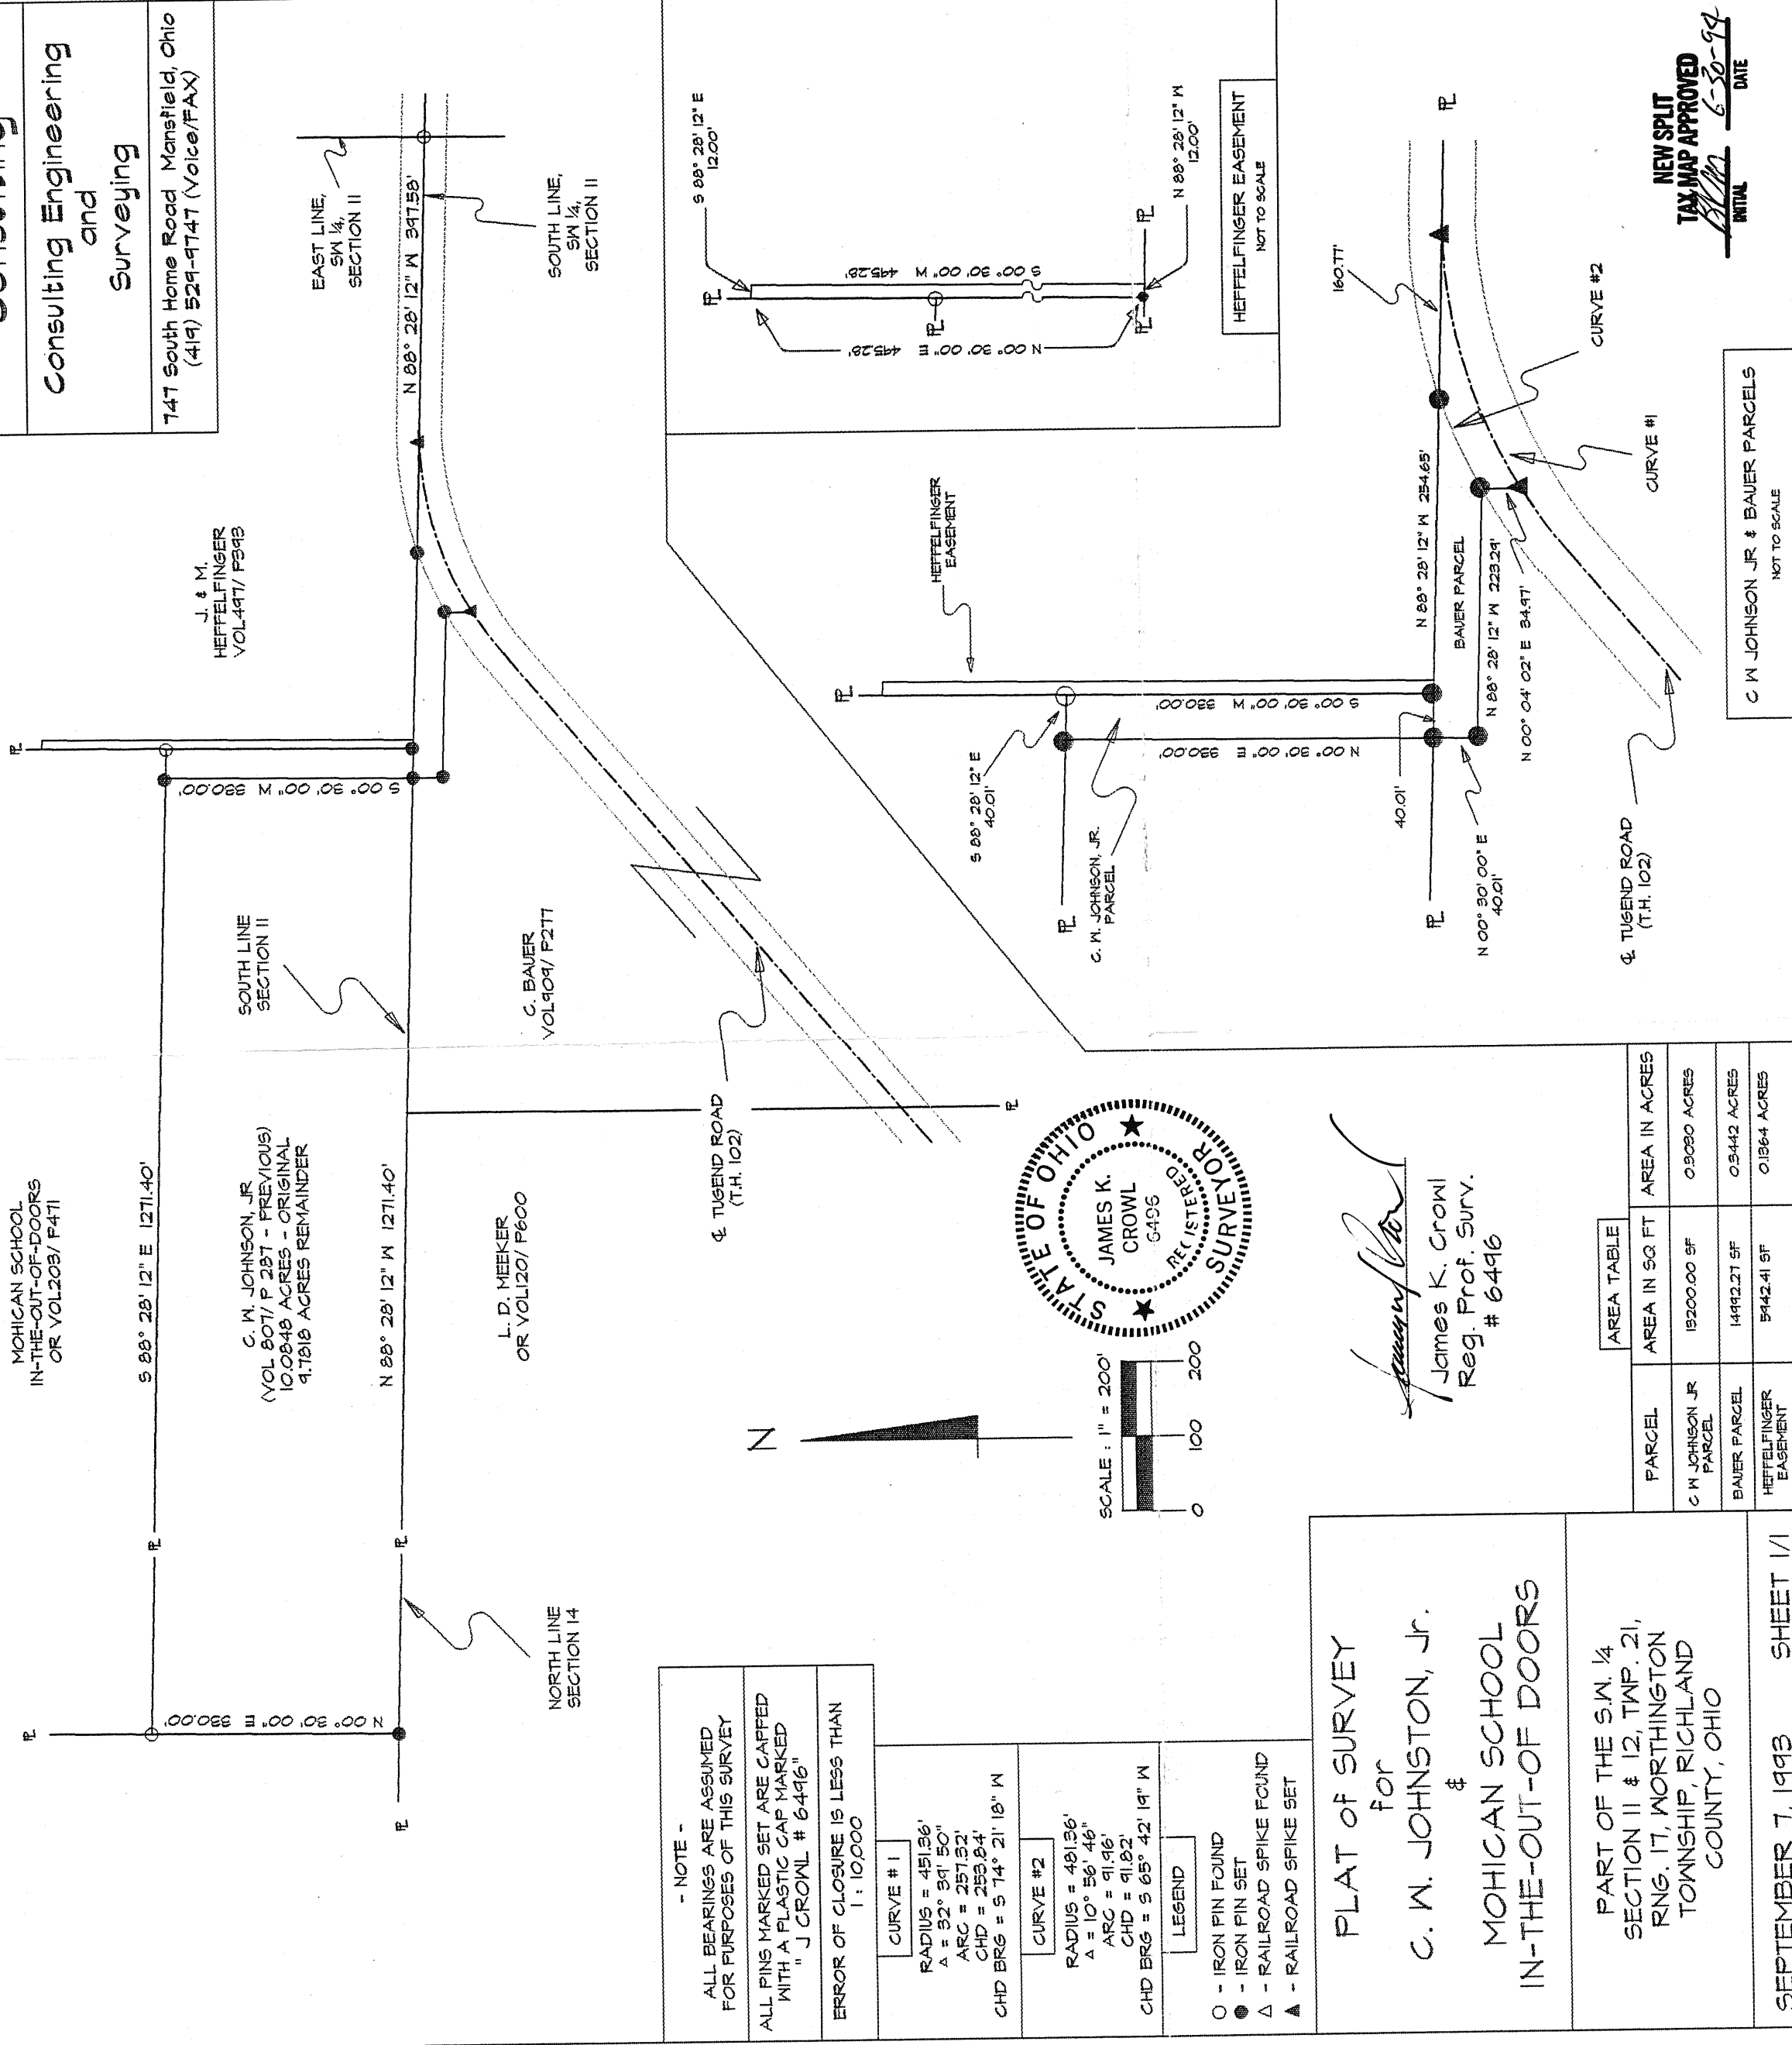 Consulting Engineering
and
Surveying
747 South Home Road Mansfield, Ohio
(419) 529-9747 (Voice/FAX)
MOHICAN SCHOOL
IN-THE-OUT-OF-DOORS
OR VOL203/ P471
S 88° 28' 12" E 1271.40'
C. W. JOHNSON, JR
(VOL 807/ P 287 - PREVIOUS)
10.0848 ACRES - ORIGINAL
9.7818 ACRES REMAINDER
N 88° 28' 12" W 1271.40'
L. D. MEEKER
OR VOL120/ P600
N 00° 30' 00" E 330.00'
NORTH LINE
SECTION 14
SOUTH LINE
SECTION 11
C. BAUER
VOL909/ P277
S 00° 30' 00" W 330.00'
J. & M.
HEFFELFINGER
VOL497/ P393
N 88° 28' 12" W 397.58'
EAST LINE,
SW 1/4,
SECTION 11
SOUTH LINE,
SW 1/4,
SECTION 11
℄ TUGEND ROAD
(T.H. 102)
N
SCALE : 1" = 200'
0 100 200
STATE OF OHIO
JAMES K.
CROWL
6496
REGISTERED
SURVEYOR
James K. Crowl
Reg. Prof. Surv.
# 6496
S 88° 28' 12" E
12.00'
S 00° 30' 00" W 495.28'
N 00° 30' 00" E 495.28'
N 88° 28' 12" W
12.00'
HEFFELFINGER EASEMENT
NOT TO SCALE
HEFFELFINGER
EASEMENT
S 88° 28' 12" E
40.01'
C. W. JOHNSON, JR.
PARCEL
S 00° 30' 00" W 330.00'
N 00° 30' 00" E 330.00'
40.01'
N 00° 30' 00" E
40.01'
N 88° 28' 12" W 254.65'
BAUER PARCEL
N 88° 28' 12" W 223.29'
N 00° 04' 02" E 34.97'
160.77'
CURVE #2
CURVE #1
℄ TUGEND ROAD
(T.H. 102)
C W JOHNSON JR & BAUER PARCELS
NOT TO SCALE
NEW SPLIT
TAX MAP APPROVED
6-30-94
INITIAL DATE
- NOTE -
ALL BEARINGS ARE ASSUMED
FOR PURPOSES OF THIS SURVEY
ALL PINS MARKED SET ARE CAPPED
WITH A PLASTIC CAP MARKED
" J CROWL # 6496"
ERROR OF CLOSURE IS LESS THAN
1 : 10,000
CURVE # 1
RADIUS = 451.36'
Δ = 32° 39' 50"
ARC = 257.32'
CHD = 253.84'
CHD BRG = S 74° 21' 18" W
CURVE #2
RADIUS = 481.36'
Δ = 10° 56' 46"
ARC = 91.96'
CHD = 91.82'
CHD BRG = S 65° 42' 19" W
LEGEND
○ - IRON PIN FOUND
● - IRON PIN SET
△ - RAILROAD SPIKE FOUND
▲ - RAILROAD SPIKE SET
AREA TABLE
PARCEL AREA IN SQ FT AREA IN ACRES
C W JOHNSON JR PARCEL 13200.00 SF 0.3030 ACRES
BAUER PARCEL 14992.27 SF 0.3442 ACRES
HEFFELFINGER EASEMENT 5942.41 SF 0.1364 ACRES
PLAT of SURVEY
for
C. W. JOHNSTON, Jr.
&
MOHICAN SCHOOL
IN-THE-OUT-OF DOORS
PART OF THE S.W. 1/4
SECTION 11 & 12, TWP. 21,
RNG. 17, WORTHINGTON
TOWNSHIP, RICHLAND
COUNTY, OHIO
SEPTEMBER 7, 1993 SHEET 1/1